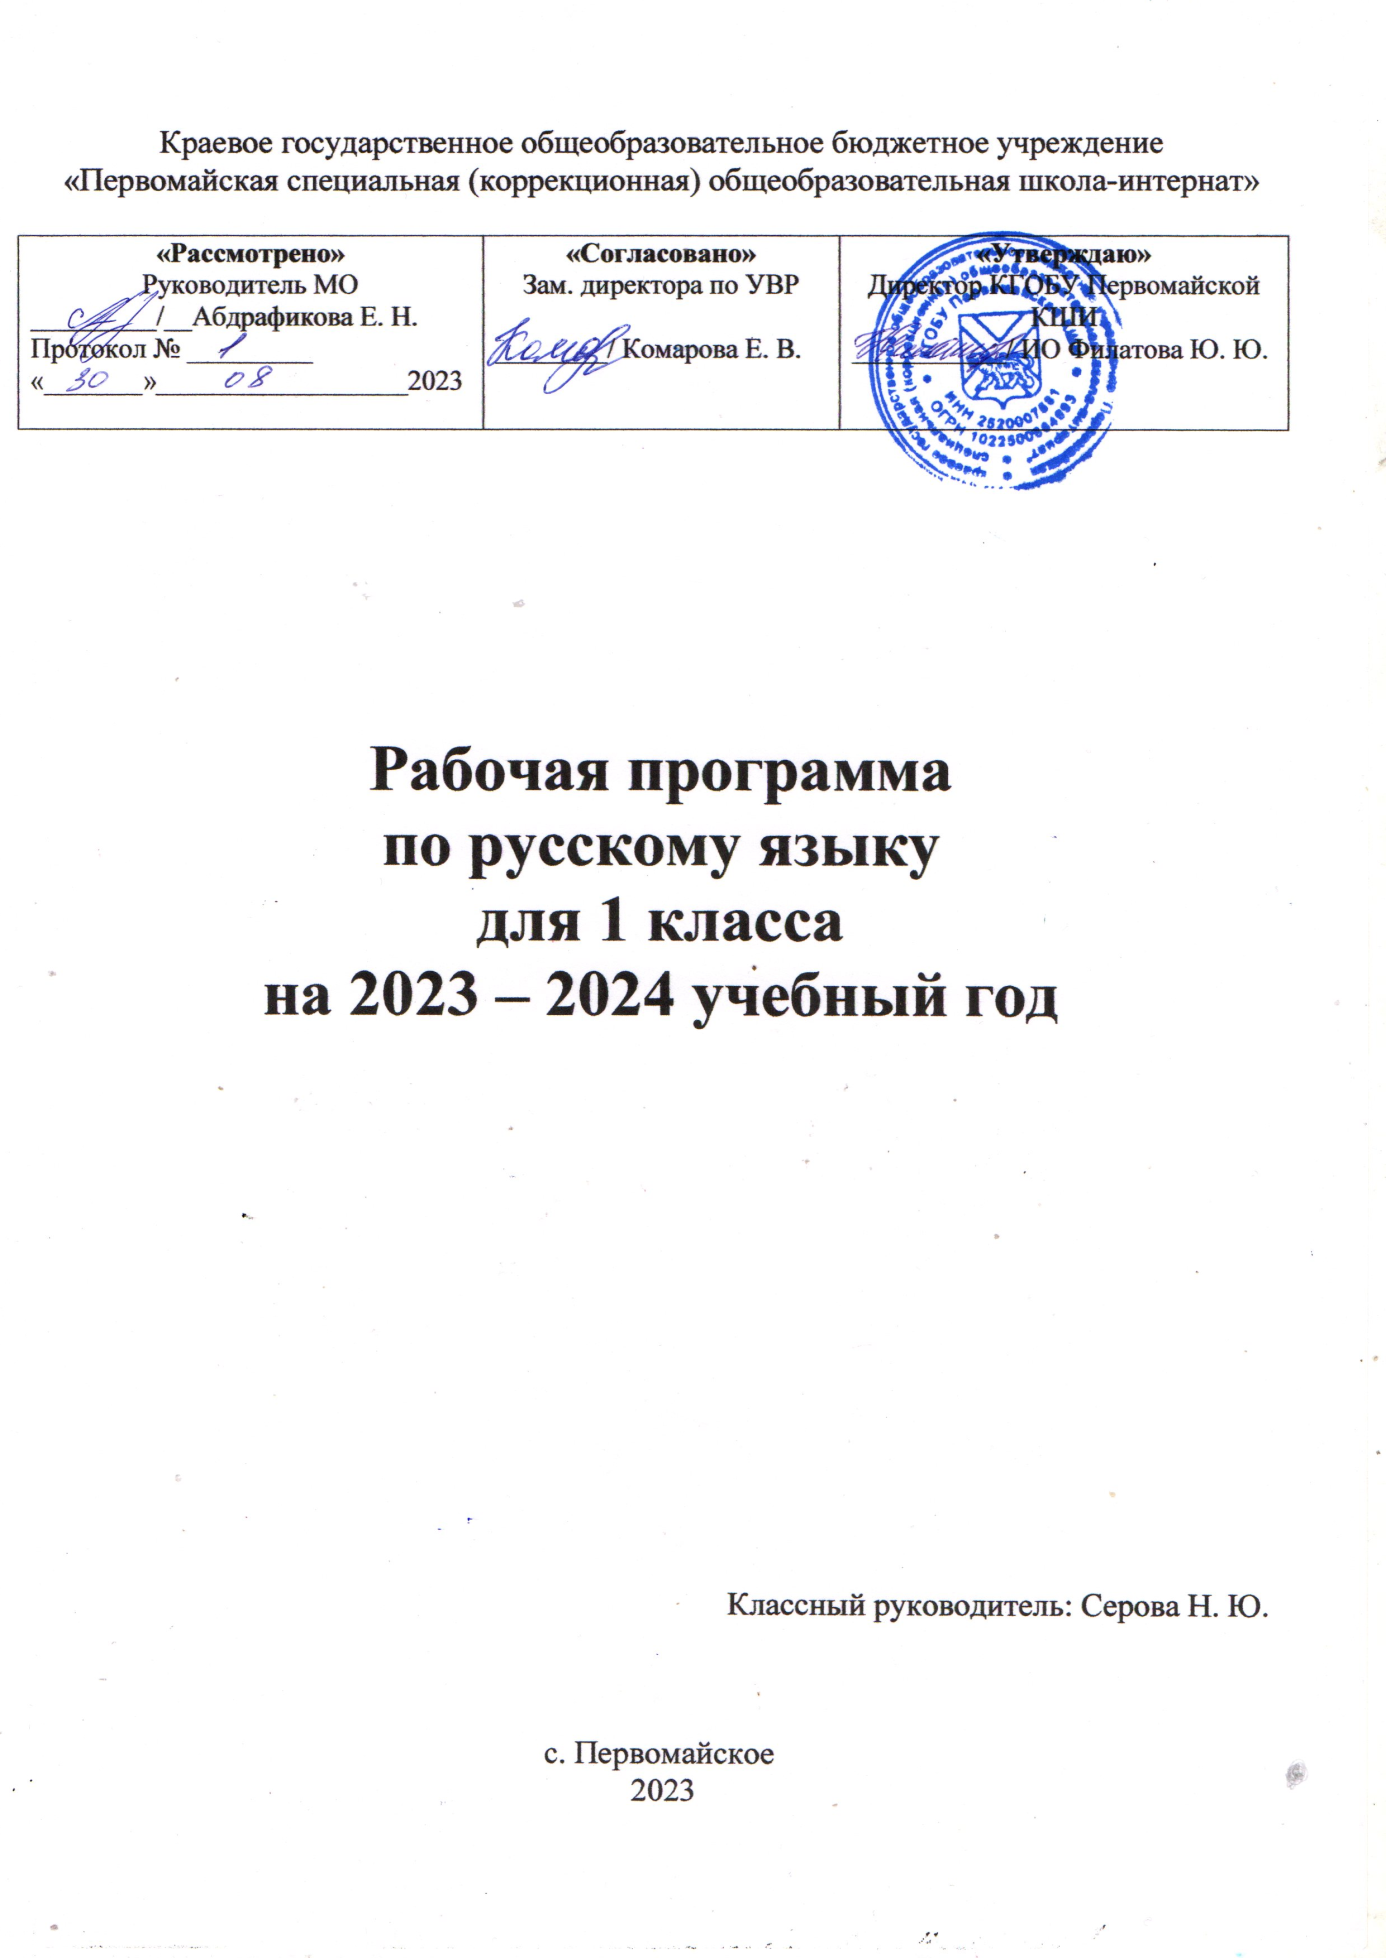 Краевое государственное общеобразовательное бюджетное учреждение
«Первомайская специальная (коррекционная) общеобразовательная школа-интернат»
«Рассмотрено»
Руководитель МО
_________/__Абдрафикова Е. Н.
Протокол № 1
«30» 08 2023
«Согласовано»
Зам. директора по УВР
/ Комарова Е. В.
«Утверждаю»
Директор КГОБУ Первомайской
КШИ
/ ИО Филатова Ю. Ю.
Рабочая программа
по русскому языку
для 1 класса
на 2023 – 2024 учебный год
Классный руководитель: Серова Н. Ю.
с. Первомайское
2023